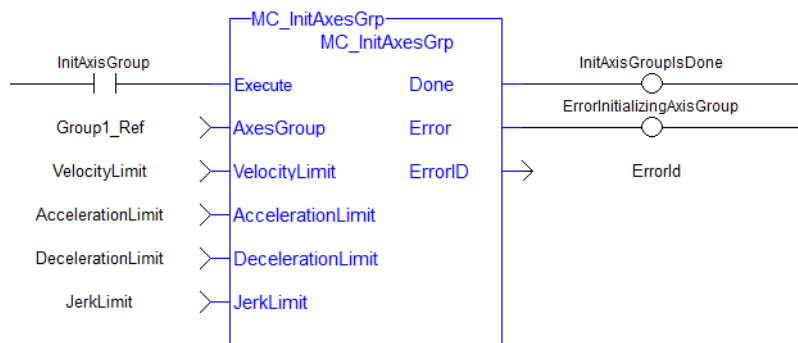 MC_InitAxesGrp
MC_InitAxesGrp
InitAxisGroup
Execute
Done
InitAxisGroupIsDone
Group1_Ref
AxesGroup
Error
ErrorInitializingAxisGroup
VelocityLimit
VelocityLimit
ErrorID
ErrorId
AccelerationLimit
AccelerationLimit
DecelerationLimit
DecelerationLimit
JerkLimit
JerkLimit